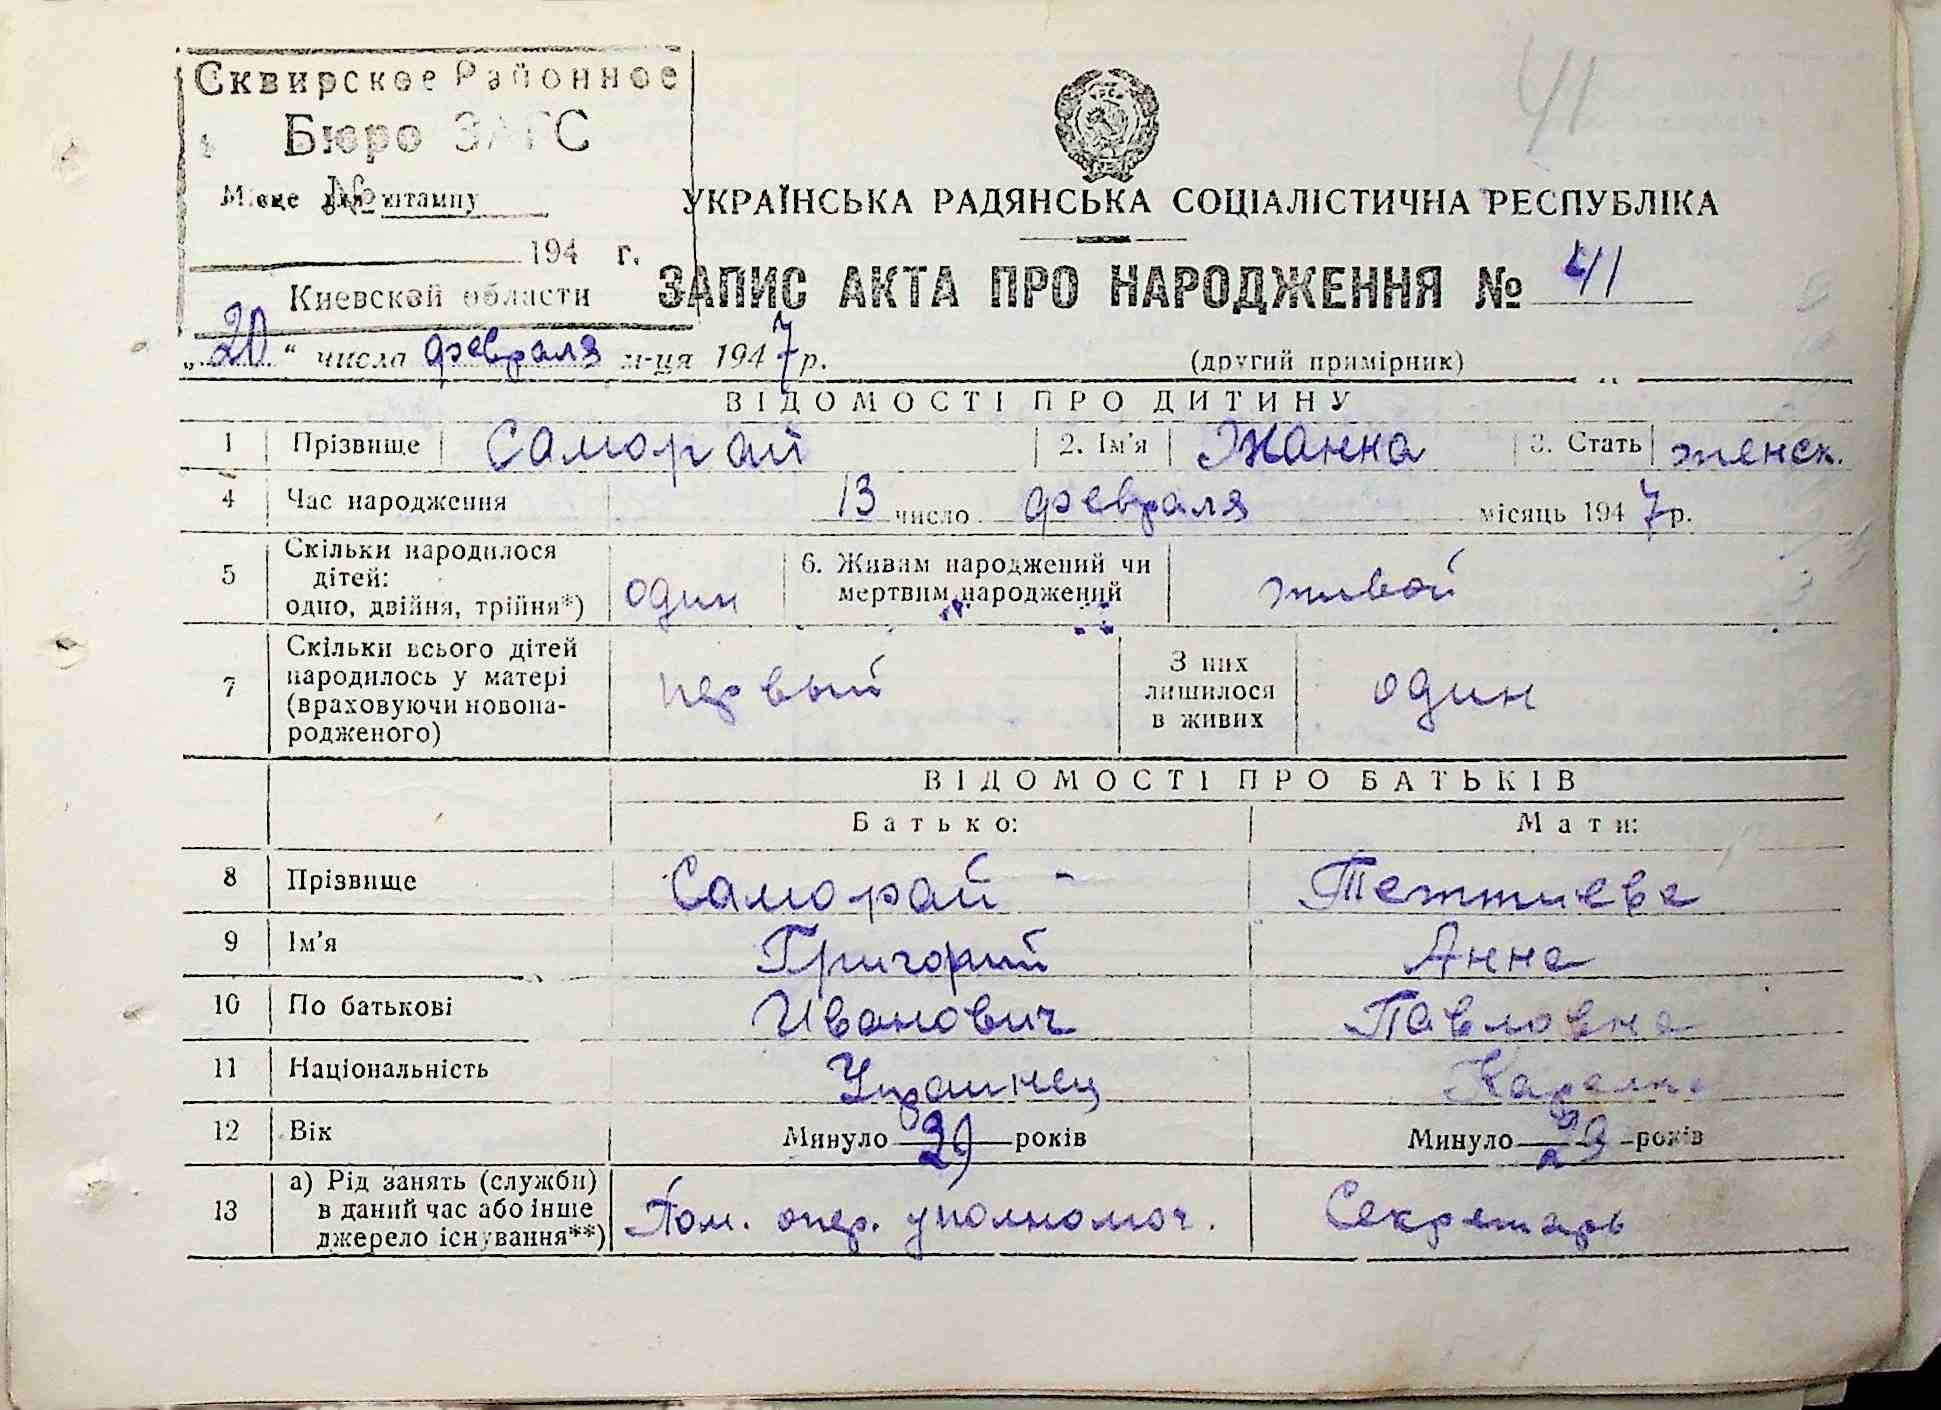 41
Сквирское Районное
Бюро ЗАГС
Місце для штампу
№
194 г.
Киевской области
УКРАЇНСЬКА РАДЯНСЬКА СОЦІАЛІСТИЧНА РЕСПУБЛІКА
ЗАПИС АКТА ПРО НАРОДЖЕННЯ № 41
„20“ числа февраля м-ця 1947 р.
(другий примірник)
ВІДОМОСТІ ПРО ДИТИНУ
1 Прізвище Саморай 2. Ім'я Жанна 3. Стать женск.
4 Час народження 13 число февраля місяць 1947 р.
5 Скільки народилося дітей: одно, двійня, трійня*) один 6. Живим народжений чи мертвим народжений живой
7 Скільки всього дітей народилось у матері (враховуючи новона-родженого) первый З них лишилося в живих один
ВІДОМОСТІ ПРО БАТЬКІВ
Батько: Мати:
8 Прізвище Саморай
9 Ім'я Григорий Анна
10 По батькові Иванович Павловна
11 Національність Украинец
12 Вік Минуло 29 років Минуло років
13 а) Рід занять (служби) в даний час або інше джерело існування**) Пом. опер. уполномоч. Секретарь